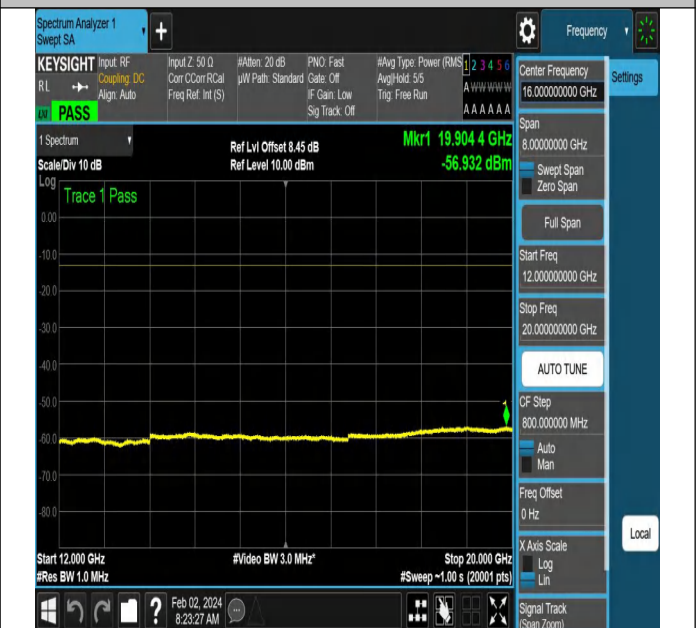 Spectrum Analyzer 1
Swept SA
Frequency
KEYSIGHT
RL
Input: RF
Coupling: DC
Align: Auto
Input Z: 50 Ω
Corr CCorr RCal
Freq Ref: Int (S)
#Atten: 20 dB
µW Path: Standard
PNO: Fast
Gate: Off
IF Gain: Low
Sig Track: Off
#Avg Type: Power (RMS
Avg|Hold: 5/5
Trig: Free Run
1 2 3 4 5 6
A W W W W W
A A A A A A
PASS
1 Spectrum
Scale/Div 10 dB
Ref Lvl Offset 8.45 dB
Ref Level 10.00 dBm
Mkr1 19.904 4 GHz
-56.932 dBm
Log
Trace 1 Pass
0.00
-10.0
-20.0
-30.0
-40.0
-50.0
-60.0
-70.0
-80.0
1
Start 12.000 GHz
#Res BW 1.0 MHz
#Video BW 3.0 MHz*
Stop 20.000 GHz
#Sweep ~1.00 s (20001 pts)
Feb 02, 2024
8:23:27 AM
Center Frequency
16.000000000 GHz
Settings
Span
8.00000000 GHz
Swept Span
Zero Span
Full Span
Start Freq
12.000000000 GHz
Stop Freq
20.000000000 GHz
AUTO TUNE
CF Step
800.000000 MHz
Auto
Man
Freq Offset
0 Hz
X Axis Scale
Log
Lin
Local
Signal Track
(Span Zoom)